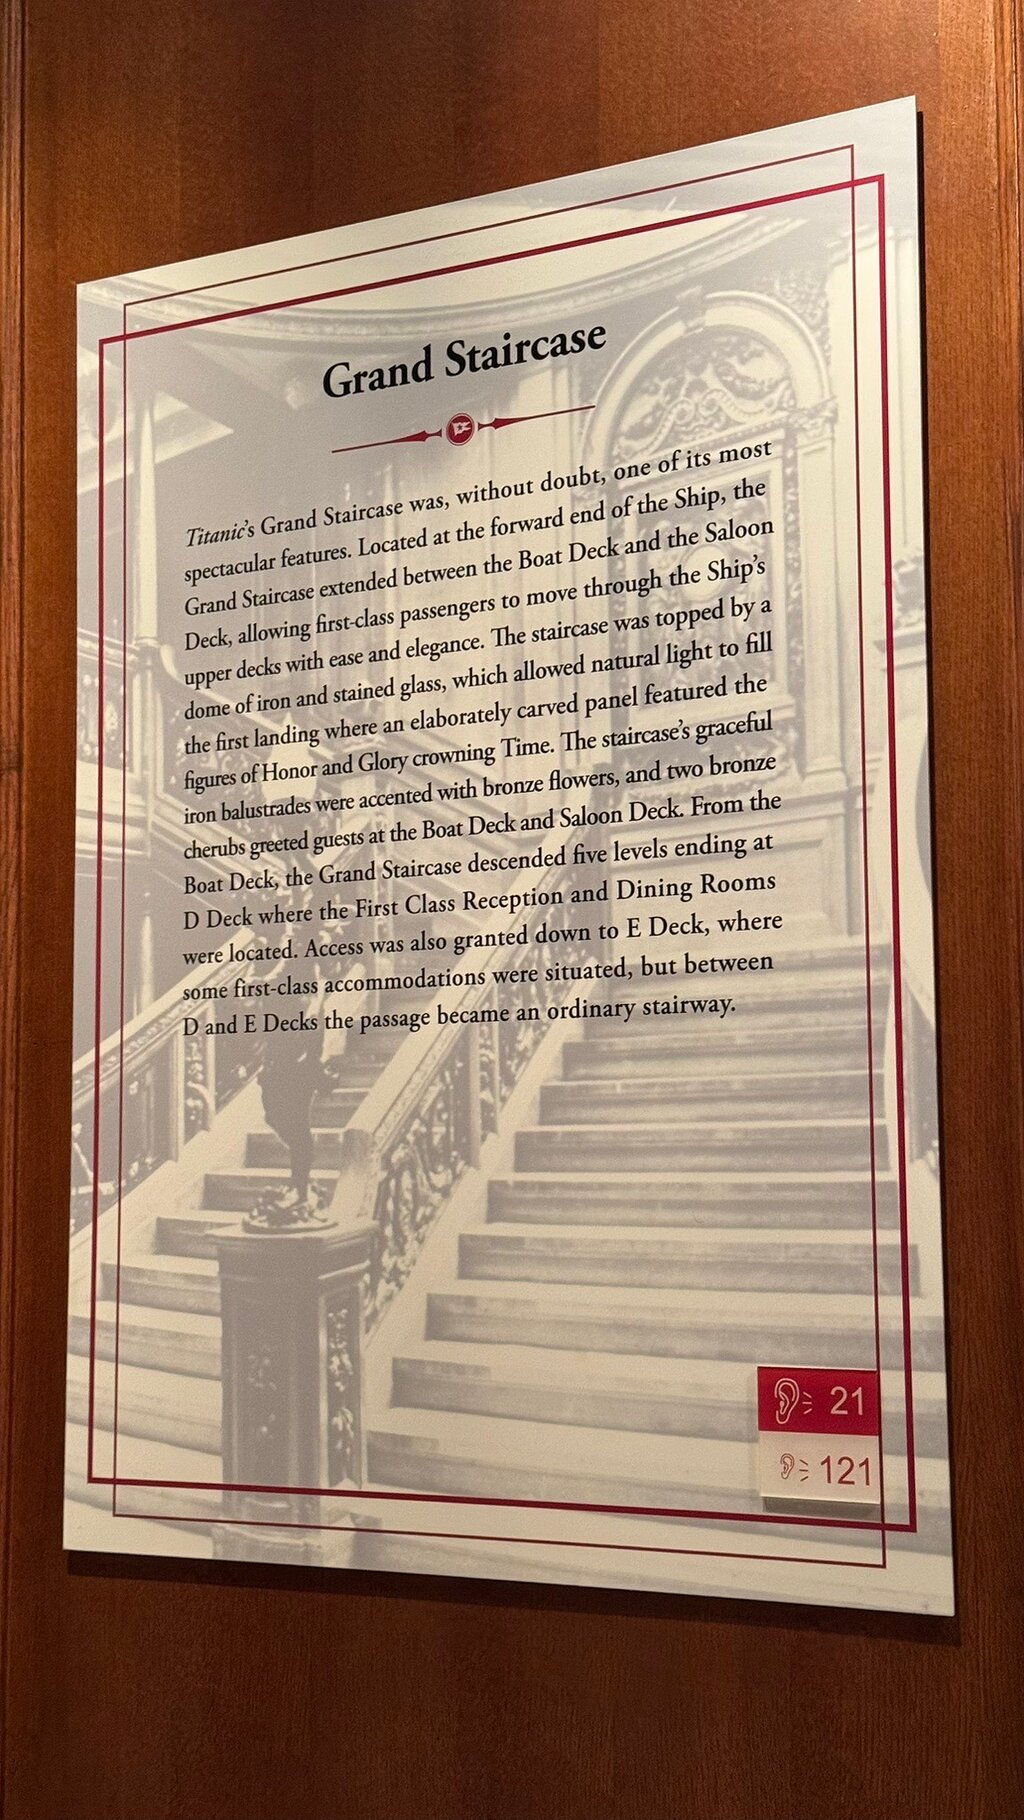 Grand Staircase
Titanic's Grand Staircase was, without doubt, one of its most
spectacular features. Located at the forward end of the Ship, the
Grand Staircase extended between the Boat Deck and the Saloon
Deck, allowing first-class passengers to move through the Ship's
upper decks with ease and elegance. The staircase was topped by a
dome of iron and stained glass, which allowed natural light to fill
the first landing where an elaborately carved panel featured the
figures of Honor and Glory crowning Time. The staircase's graceful
iron balustrades were accented with bronze flowers, and two bronze
cherubs greeted guests at the Boat Deck and Saloon Deck. From the
Boat Deck, the Grand Staircase descended five levels ending at
D Deck where the First Class Reception and Dining Rooms
were located. Access was also granted down to E Deck, where
some first-class accommodations were situated, but between
D and E Decks the passage became an ordinary stairway.
21
121